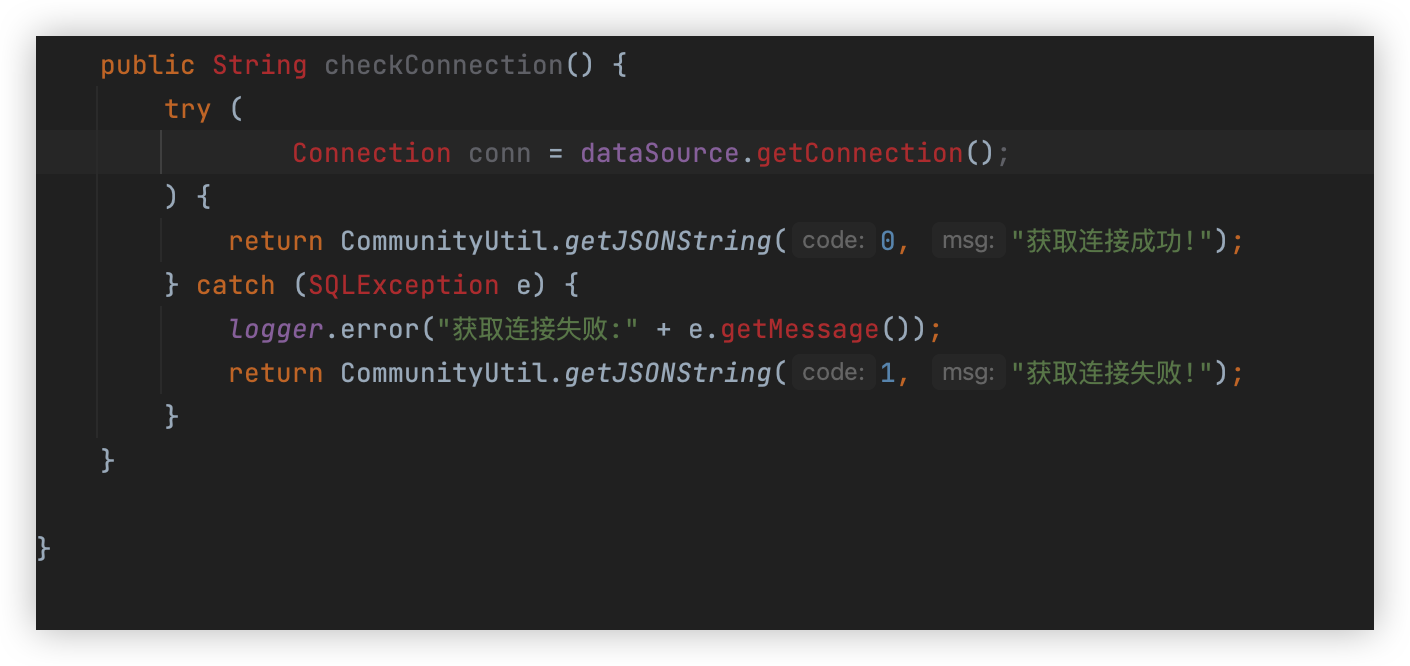 public String checkConnection() {
try (
Connection conn = dataSource.getConnection();
) {
return CommunityUtil.getJSONString( code: 0, msg: "获取连接成功!");
} catch (SQLException e) {
logger.error("获取连接失败:" + e.getMessage());
return CommunityUtil.getJSONString( code: 1, msg: "获取连接失败!");
}
}
}